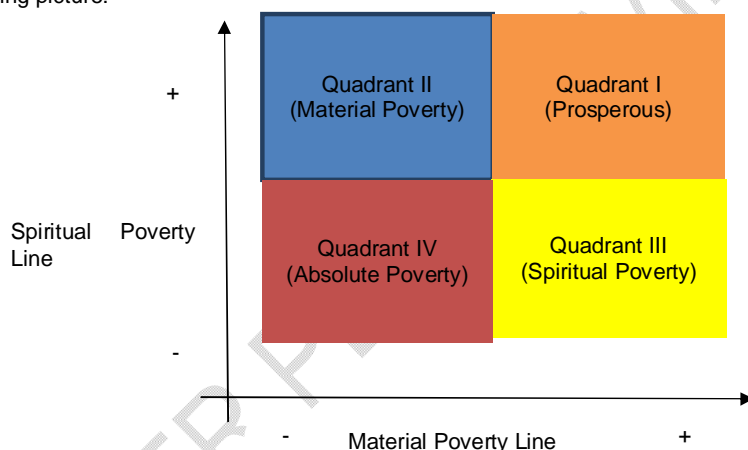 ing picture.
+
Quadrant II
(Material Poverty)
Quadrant I
(Prosperous)
Spiritual Poverty
Line
Quadrant IV
(Absolute Poverty)
Quadrant III
(Spiritual Poverty)
-
- Material Poverty Line +